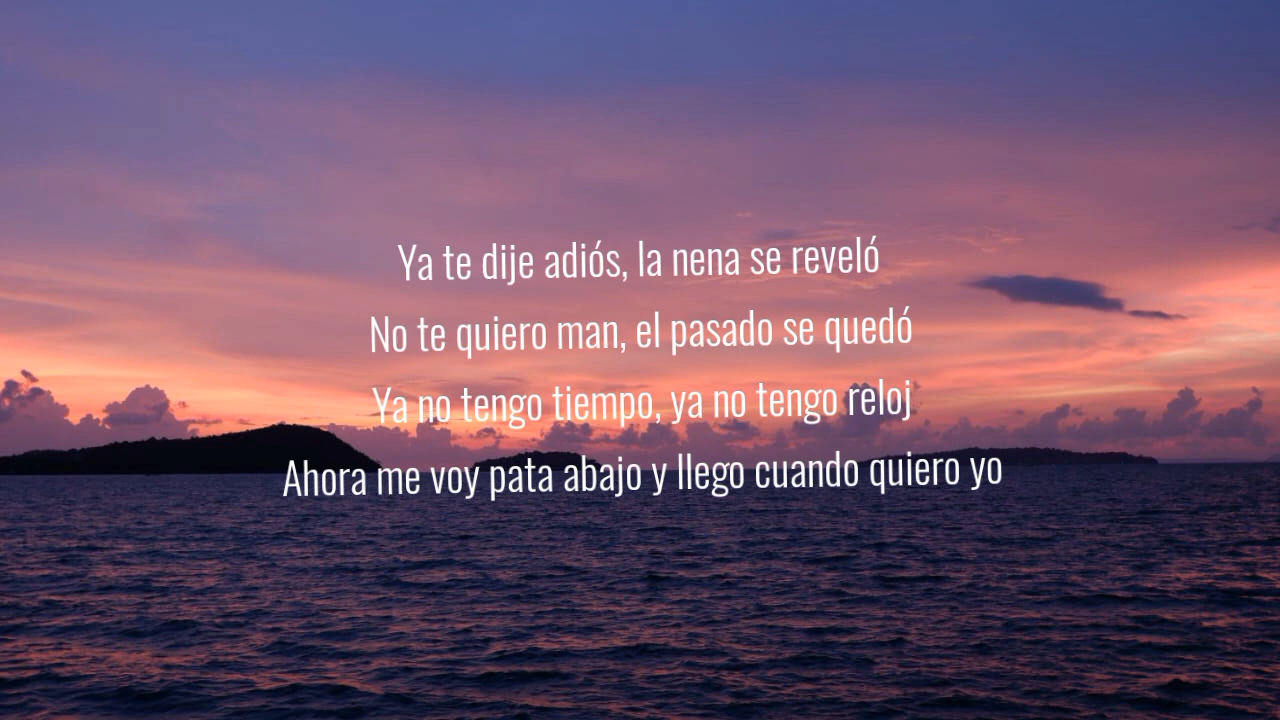 Ya te dije adiós, la nena se reveló
No te quiero man, el pasado se quedó
Ya no tengo tiempo, ya no tengo reloj
Ahora me voy pata abajo y llego cuando quiero yo